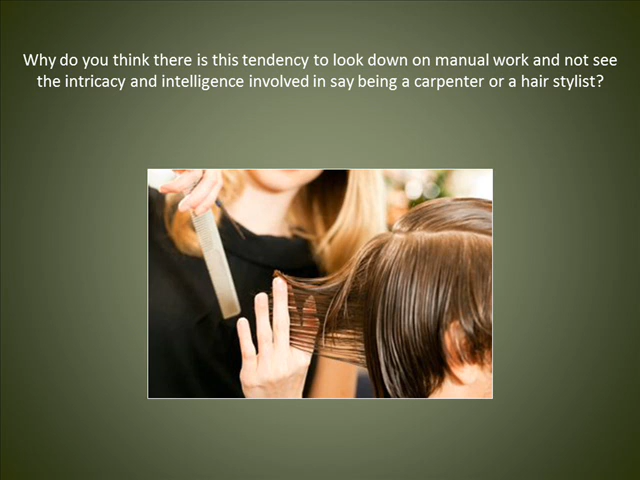 Why do you think there is this tendency to look down on manual work and not see
the intricacy and intelligence involved in say being a carpenter or a hair stylist?